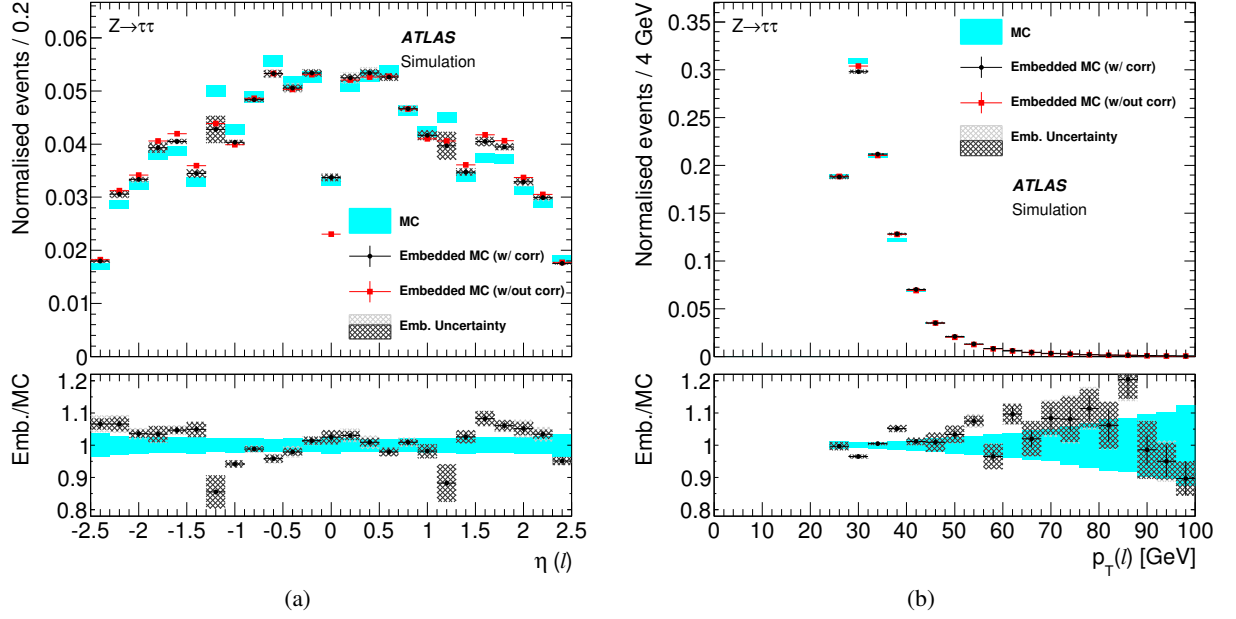 Normalised events / 0.2
Z→ττ
ATLAS
Simulation
MC
Embedded MC (w/ corr)
Embedded MC (w/out corr)
Emb. Uncertainty
0.06
0.05
0.04
0.03
0.02
0.01
0
Emb./MC
1.2
1.1
1
0.9
0.8
-2.5 -2 -1.5 -1 -0.5 0 0.5 1 1.5 2 2.5
η (l)
(a)
Normalised events / 4 GeV
Z→ττ
MC
Embedded MC (w/ corr)
Embedded MC (w/out corr)
Emb. Uncertainty
ATLAS
Simulation
0.35
0.3
0.25
0.2
0.15
0.1
0.05
0
Emb./MC
1.2
1.1
1
0.9
0.8
0 10 20 30 40 50 60 70 80 90 100
p_T(l) [GeV]
(b)